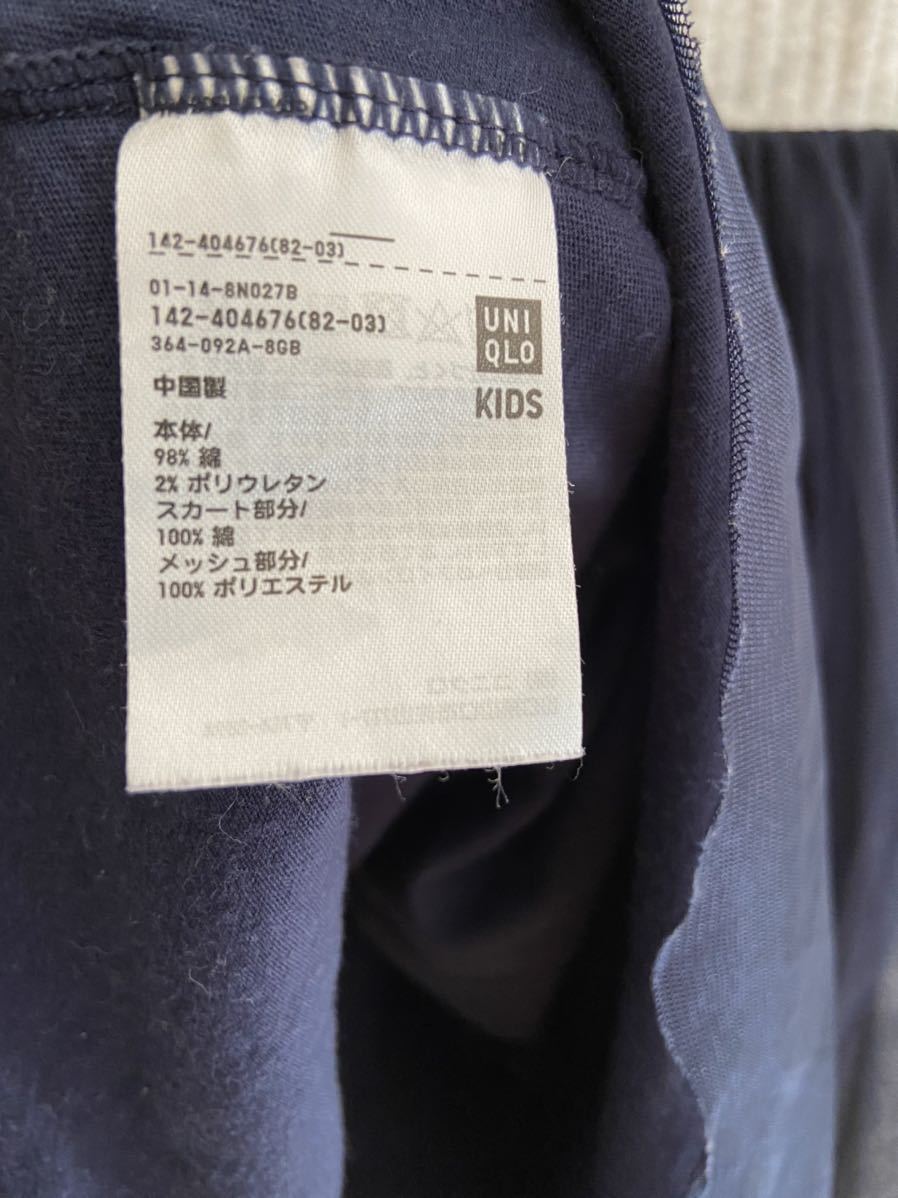 142-404676(82-03)
01-14-8N027B
142-404676(82-03)
364-092A-8GB
UNI
QLO
KIDS
中国製
本体/
98% 綿
2% ポリウレタン
スカート部分/
100% 綿
メッシュ部分/
100% ポリエステル